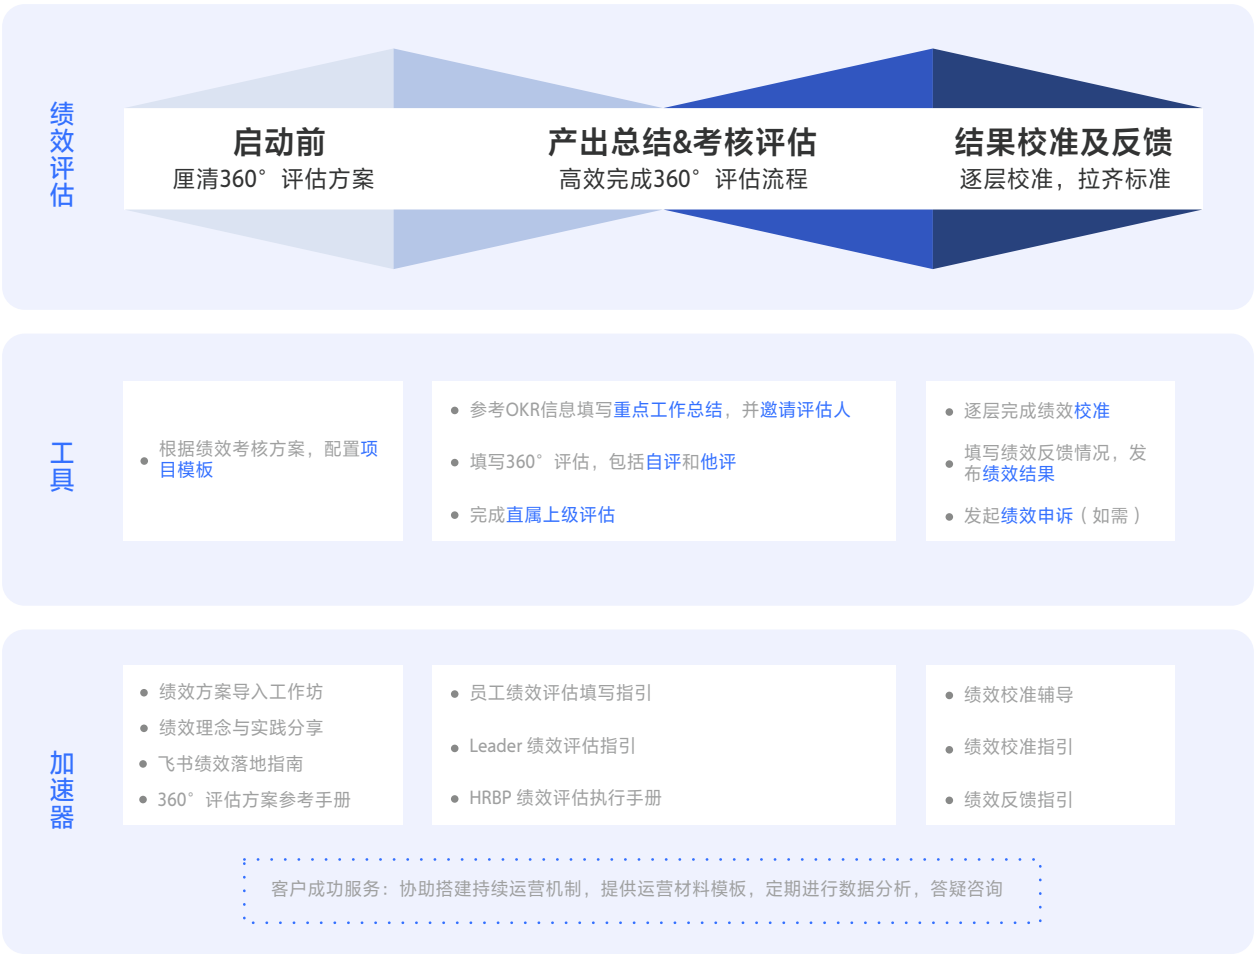 绩效评估
启动前
厘清360°评估方案
产出总结&考核评估
高效完成360°评估流程
结果校准及反馈
逐层校准，拉齐标准
工具
根据绩效考核方案，配置项
目模板
参考OKR信息填写重点工作总结，并邀请评估人
填写360°评估，包括自评和他评
完成直属上级评估
逐层完成绩效校准
填写绩效反馈情况，发
布绩效结果
发起绩效申诉（如需）
加速器
绩效方案导入工作坊
绩效理念与实践分享
飞书绩效落地指南
360°评估方案参考手册
员工绩效评估填写指引
Leader 绩效评估指引
HRBP 绩效评估执行手册
绩效校准辅导
绩效校准指引
绩效反馈指引
客户成功服务：协助搭建持续运营机制，提供运营材料模板，定期进行数据分析，答疑咨询